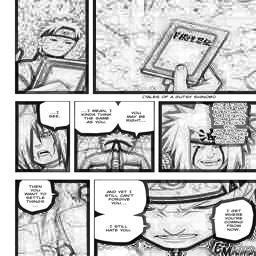 (TALES OF A GUTSY SHINOBI)
...I
SEE.
...I MEAN, I
KINDA THINK
THE SAME
AS YOU.
YOU
MAY BE
RIGHT...
THEN
YOU
WANT TO
SETTLE
THINGS
AND YET I
STILL CAN'T
FORGIVE
YOU...
I STILL
HATE YOU.
I GET
WHERE
YOU'RE
COMING
FROM
NOW.